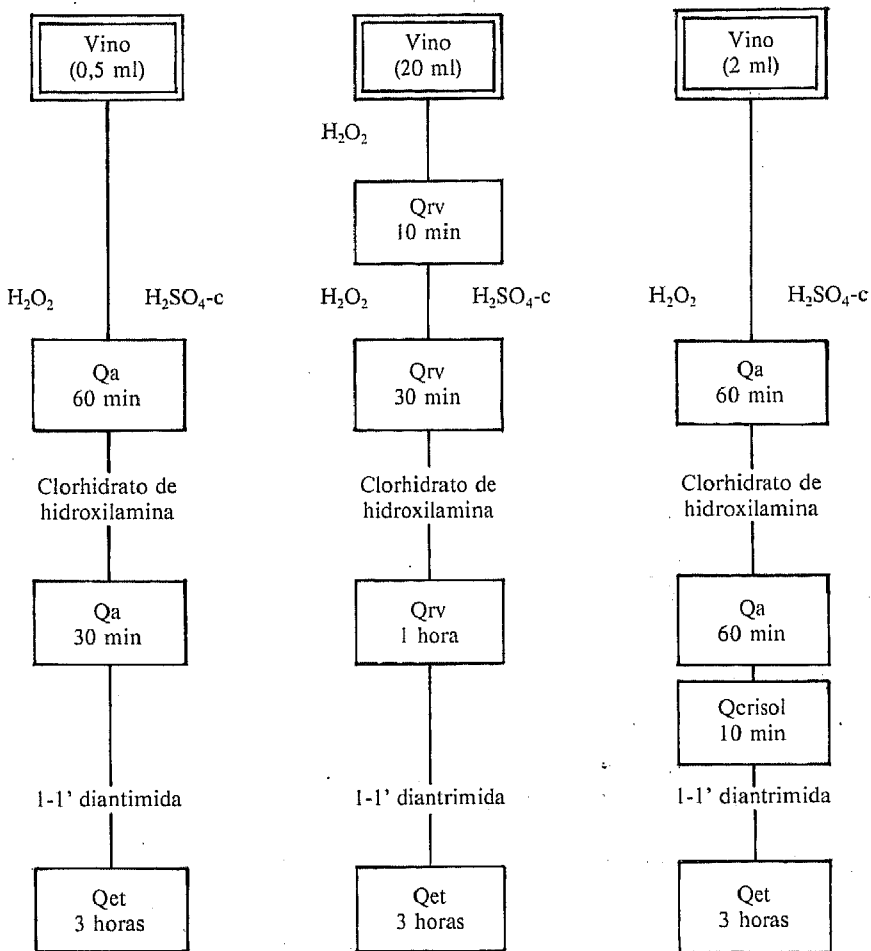 Vino
(0,5 ml)
H₂O₂
H₂SO₄-c
Qa
60 min
Clorhidrato de
hidroxilamina
Qa
30 min
1-1' diantimida
Qet
3 horas
Vino
(20 ml)
H₂O₂
Qrv
10 min
H₂O₂
H₂SO₄-c
Qrv
30 min
Clorhidrato de
hidroxilamina
Qrv
1 hora
1-1' diantrimida
Qet
3 horas
Vino
(2 ml)
H₂O₂
H₂SO₄-c
Qa
60 min
Clorhidrato de
hidroxilamina
Qa
60 min
Qcrisol
10 min
1-1' diantrimida
Qet
3 horas